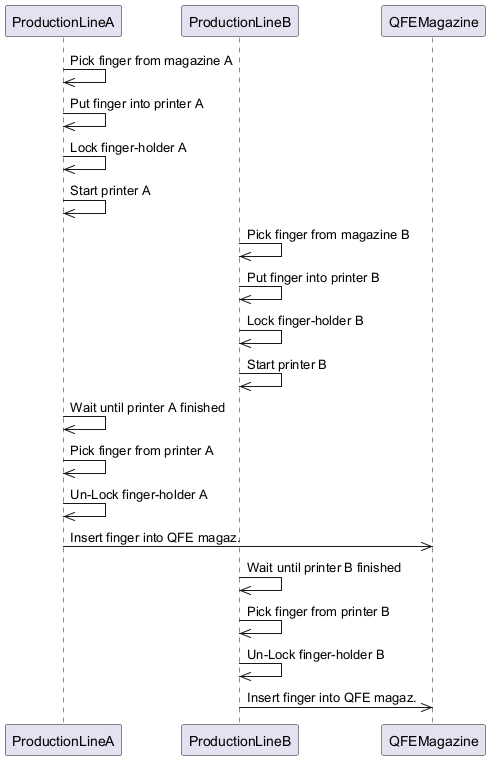 ProductionLineA ProductionLineB QFEMagazine
Pick finger from magazine A
Put finger into printer A
Lock finger-holder A
Start printer A
Pick finger from magazine B
Put finger into printer B
Lock finger-holder B
Start printer B
Wait until printer A finished
Pick finger from printer A
Un-Lock finger-holder A
Insert finger into QFE magaz.
Wait until printer B finished
Pick finger from printer B
Un-Lock finger-holder B
Insert finger into QFE magaz.
ProductionLineA ProductionLineB QFEMagazine